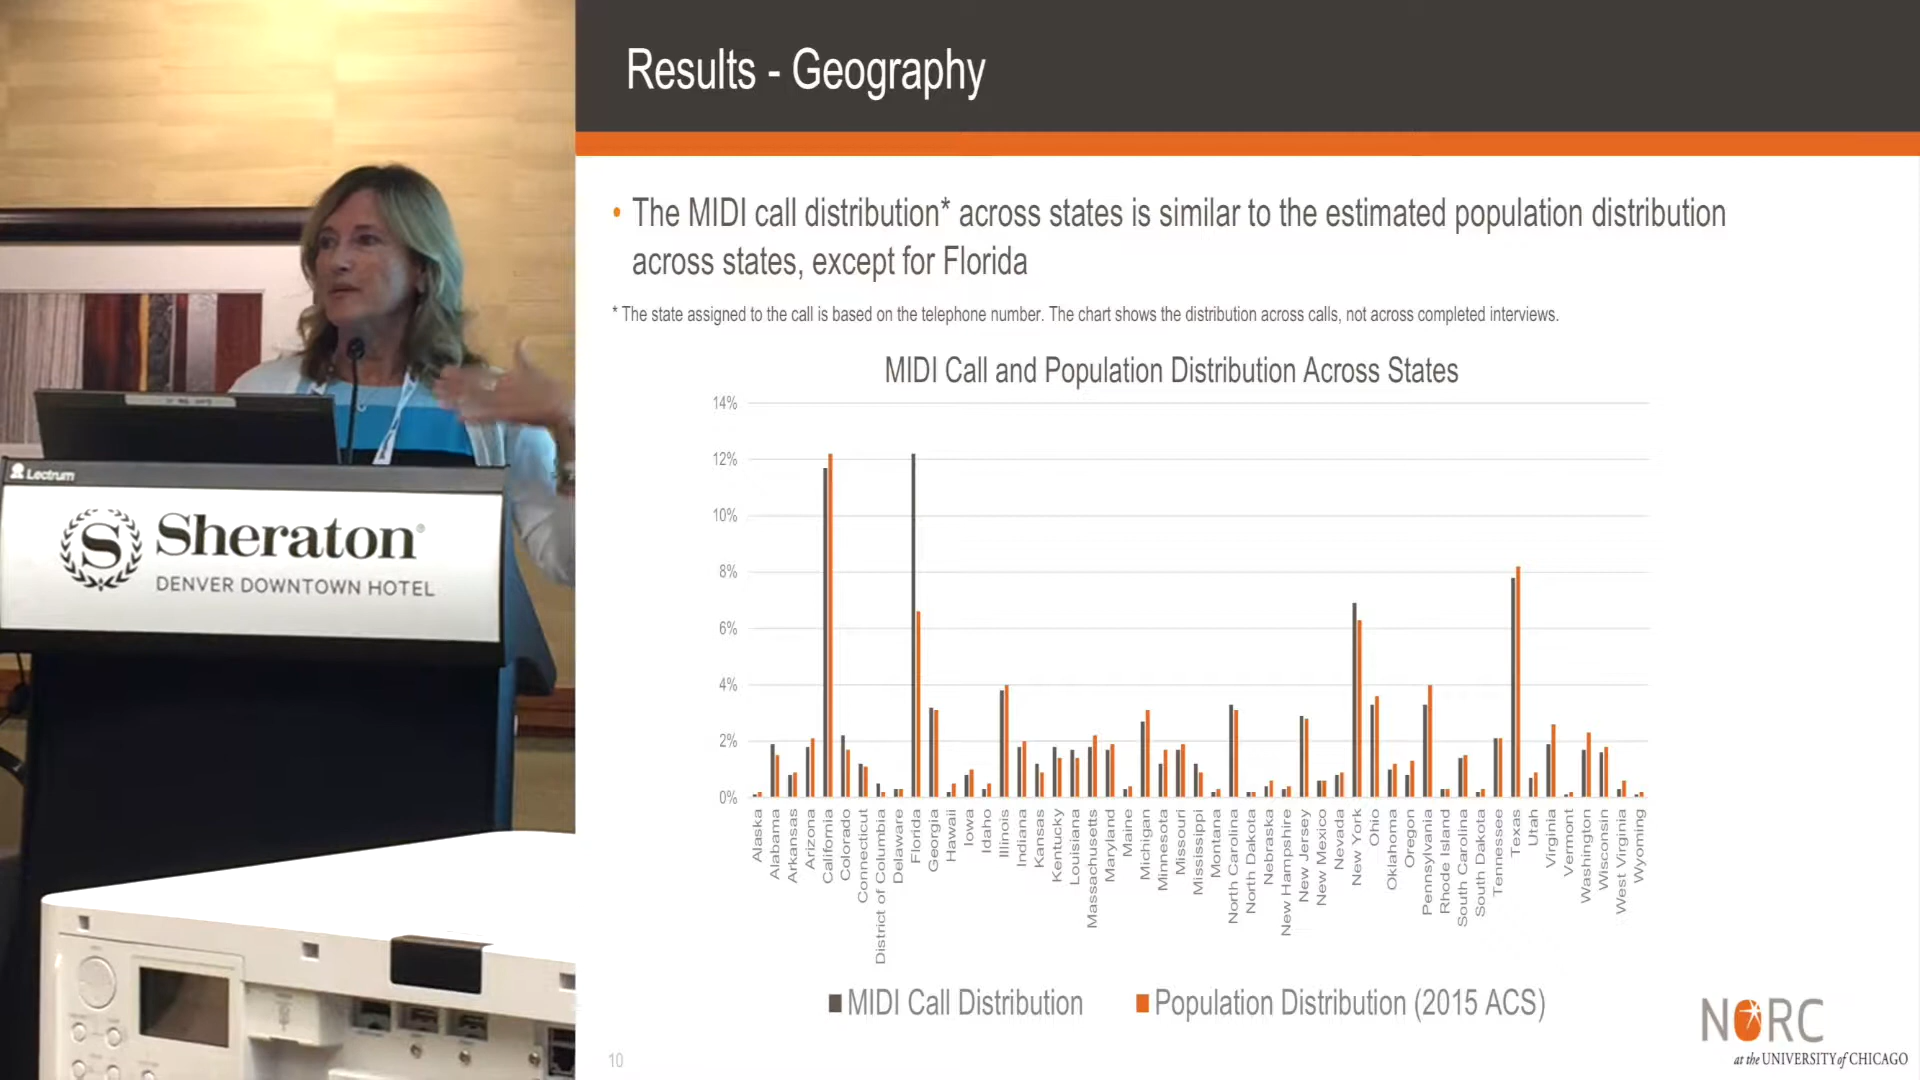 Results - Geography
• The MIDI call distribution* across states is similar to the estimated population distribution
across states, except for Florida
* The state assigned to the call is based on the telephone number. The chart shows the distribution across calls, not across completed interviews.
MIDI Call and Population Distribution Across States
14%
12%
10%
8%
6%
4%
2%
0%
Alaska
Alabama
Arkansas
Arizona
California
Colorado
Connecticut
District of Columbia
Delaware
Florida
Georgia
Hawaii
Iowa
Idaho
Illinois
Indiana
Kansas
Kentucky
Louisiana
Massachusetts
Maryland
Maine
Michigan
Minnesota
Missouri
Mississippi
Montana
North Carolina
North Dakota
Nebraska
New Hampshire
New Jersey
New Mexico
Nevada
New York
Ohio
Oklahoma
Oregon
Pennsylvania
Rhode Island
South Carolina
South Dakota
Tennessee
Texas
Utah
Virginia
Vermont
Washington
Wisconsin
West Virginia
Wyoming
MIDI Call Distribution
Population Distribution (2015 ACS)
10
NORC
at the UNIVERSITY of CHICAGO
Lectrum
S Sheraton®
DENVER DOWNTOWN HOTEL